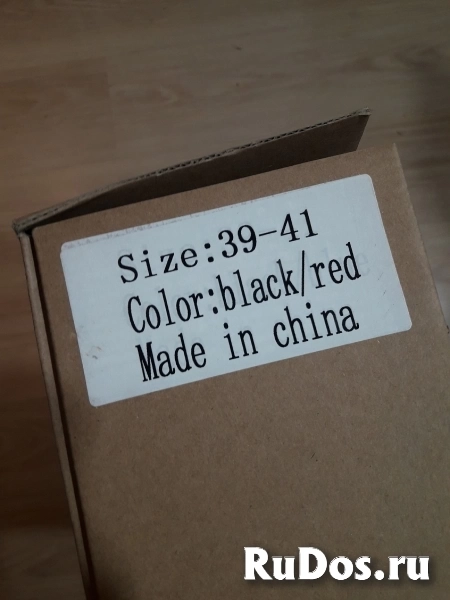 Size:39-41
Color:black/red
Made in china
RuDos.ru